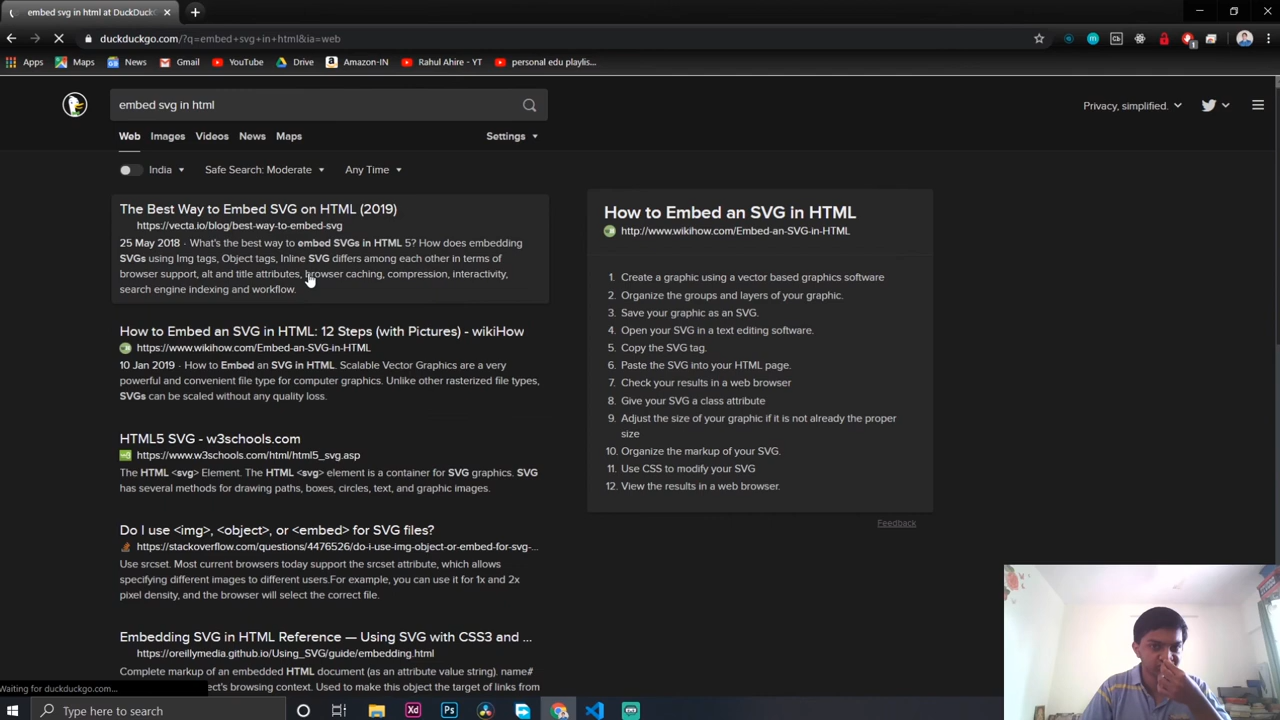 embed svg in html at DuckDuckG
duckduckgo.com/?q=embed+svg+in+html&ia=web
Apps Maps News Gmail YouTube Drive Amazon-IN Rahul Ahire - YT personal edu playlis...
embed svg in html
Privacy, simplified.
Web Images Videos News Maps Settings
India Safe Search: Moderate Any Time
The Best Way to Embed SVG on HTML (2019)
https://vecta.io/blog/best-way-to-embed-svg
25 May 2018 · What's the best way to embed SVGs in HTML 5? How does embedding
SVGs using Img tags, Object tags, Inline SVG differs among each other in terms of
browser support, alt and title attributes, browser caching, compression, interactivity,
search engine indexing and workflow.
How to Embed an SVG in HTML: 12 Steps (with Pictures) - wikiHow
https://www.wikihow.com/Embed-an-SVG-in-HTML
10 Jan 2019 · How to Embed an SVG in HTML. Scalable Vector Graphics are a very
powerful and convenient file type for computer graphics. Unlike other rasterized file types,
SVGs can be scaled without any quality loss.
HTML5 SVG - w3schools.com
https://www.w3schools.com/html/html5_svg.asp
The HTML <svg> Element. The HTML <svg> element is a container for SVG graphics. SVG
has several methods for drawing paths, boxes, circles, text, and graphic images.
Do I use <img>, <object>, or <embed> for SVG files?
https://stackoverflow.com/questions/4476526/do-i-use-img-object-or-embed-for-svg-...
Use srcset. Most current browsers today support the srcset attribute, which allows
specifying different images to different users.For example, you can use it for 1x and 2x
pixel density, and the browser will select the correct file.
Embedding SVG in HTML Reference — Using SVG with CSS3 and ...
https://oreillymedia.github.io/Using_SVG/guide/embedding.html
Complete markup of an embedded HTML document (as an attribute value string). name#
's browsing context. Used to make this object the target of links from
How to Embed an SVG in HTML
http://www.wikihow.com/Embed-an-SVG-in-HTML
1. Create a graphic using a vector based graphics software
2. Organize the groups and layers of your graphic.
3. Save your graphic as an SVG.
4. Open your SVG in a text editing software.
5. Copy the SVG tag.
6. Paste the SVG into your HTML page.
7. Check your results in a web browser
8. Give your SVG a class attribute
9. Adjust the size of your graphic if it is not already the proper
size
10. Organize the markup of your SVG.
11. Use CSS to modify your SVG
12. View the results in a web browser.
Feedback
Waiting for duckduckgo.com...
Type here to search
Xd Ps